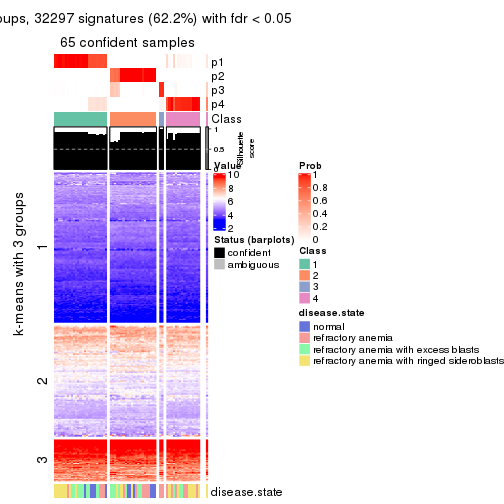 oups, 32297 signatures (62.2%) with fdr < 0.05
65 confident samples
p1
p2
p3
p4
Class
1
0.5
0
Silhouette
score
k-means with 3 groups
1
2
3
disease.state
Value
10
8
6
4
2
Status (barplots)
confident
ambiguous
Prob
1
0.8
0.6
0.4
0.2
0
Class
1
2
3
4
disease.state
normal
refractory anemia
refractory anemia with excess blasts
refractory anemia with ringed sideroblasts